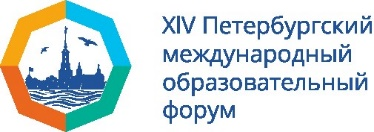 XIV Петербургский
международный
образовательный
форум